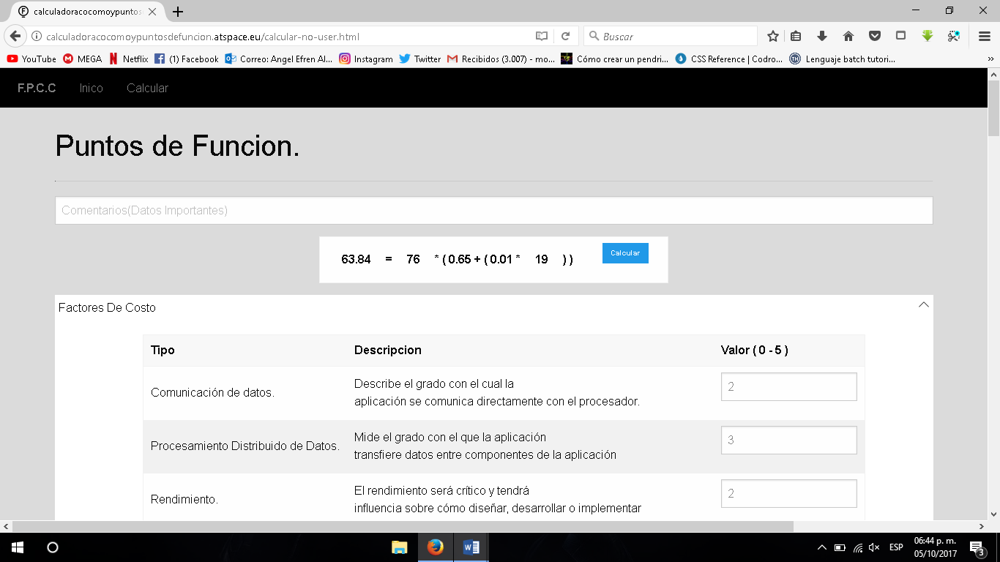 calculadoracocomoypuntos
calculadoracocomoypuntosdefuncion.atspace.eu/calcular-no-user.html
Buscar
YouTube MEGA Netflix (1) Facebook Correo: Angel Efren Al... Instagram Twitter Recibidos (3.007) - mo... Cómo crear un pendri... CSS Reference | Codro... Lenguaje batch tutori...
F.P.C.C Inico Calcular
Puntos de Funcion.
Comentarios(Datos Importantes)
63.84 = 76 * ( 0.65 + ( 0.01 * 19 ) ) Calcular
Factores De Costo
Tipo Descripcion Valor ( 0 - 5 )
Comunicación de datos.
Describe el grado con el cual la
aplicación se comunica directamente con el procesador.
2
Procesamiento Distribuido de Datos.
Mide el grado con el que la aplicación
transfiere datos entre componentes de la aplicación
3
Rendimiento.
El rendimiento será crítico y tendrá
influencia sobre cómo diseñar, desarrollar o implementar
2
ESP
06:44 p. m.
05/10/2017
3